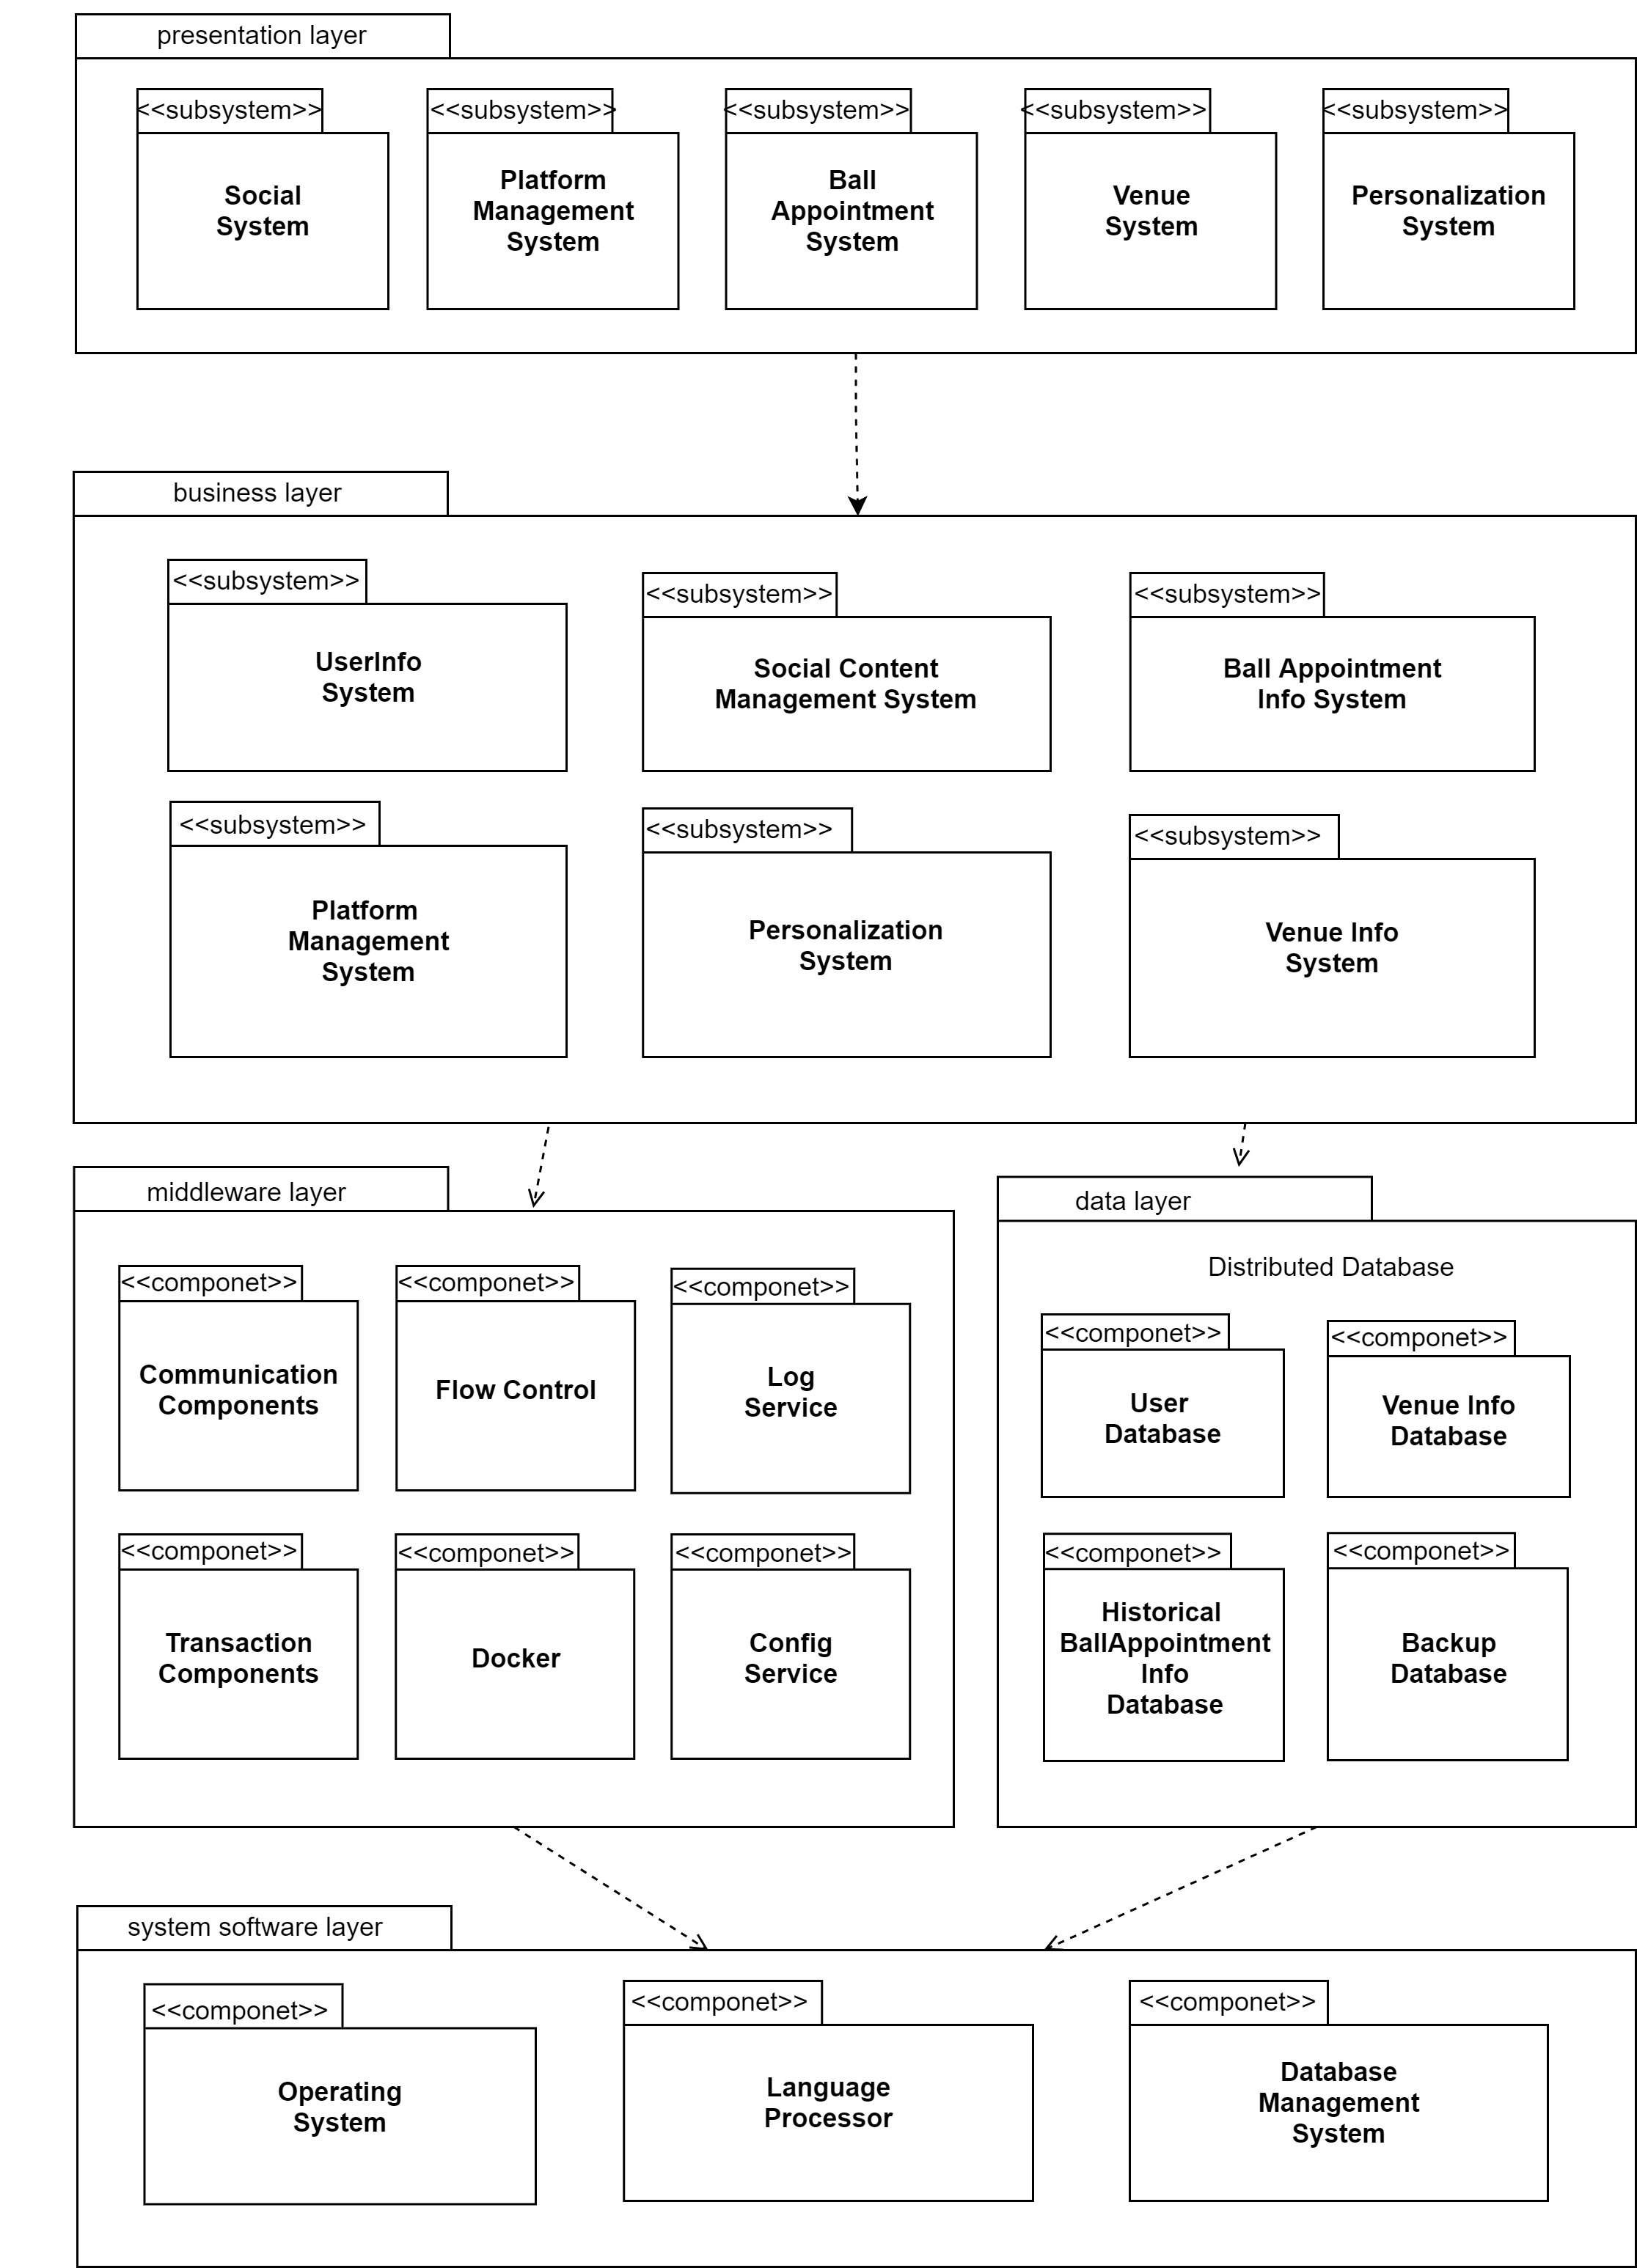 presentation layer
<<subsystem>>
<<subsystem>>
<<subsystem>>
<<subsystem>>
<<subsystem>>
Social
System
Platform
Management
System
Ball
Appointment
System
Venue
System
Personalization
System
business layer
<<subsystem>>
<<subsystem>>
<<subsystem>>
UserInfo
System
Social Content
Management System
Ball Appointment
Info System
<<subsystem>>
<<subsystem>>
<<subsystem>>
Platform
Management
System
Personalization
System
Venue Info
System
middleware layer
<<componet>>
<<componet>>
<<componet>>
Communication
Components
Flow Control
Log
Service
<<componet>>
<<componet>>
<<componet>>
Transaction
Components
Docker
Config
Service
data layer
Distributed Database
<<componet>>
<<componet>>
User
Database
Venue Info
Database
<<componet>>
<<componet>>
Historical
BallAppointment
Info
Database
Backup
Database
system software layer
<<componet>>
<<componet>>
<<componet>>
Operating
System
Language
Processor
Database
Management
System